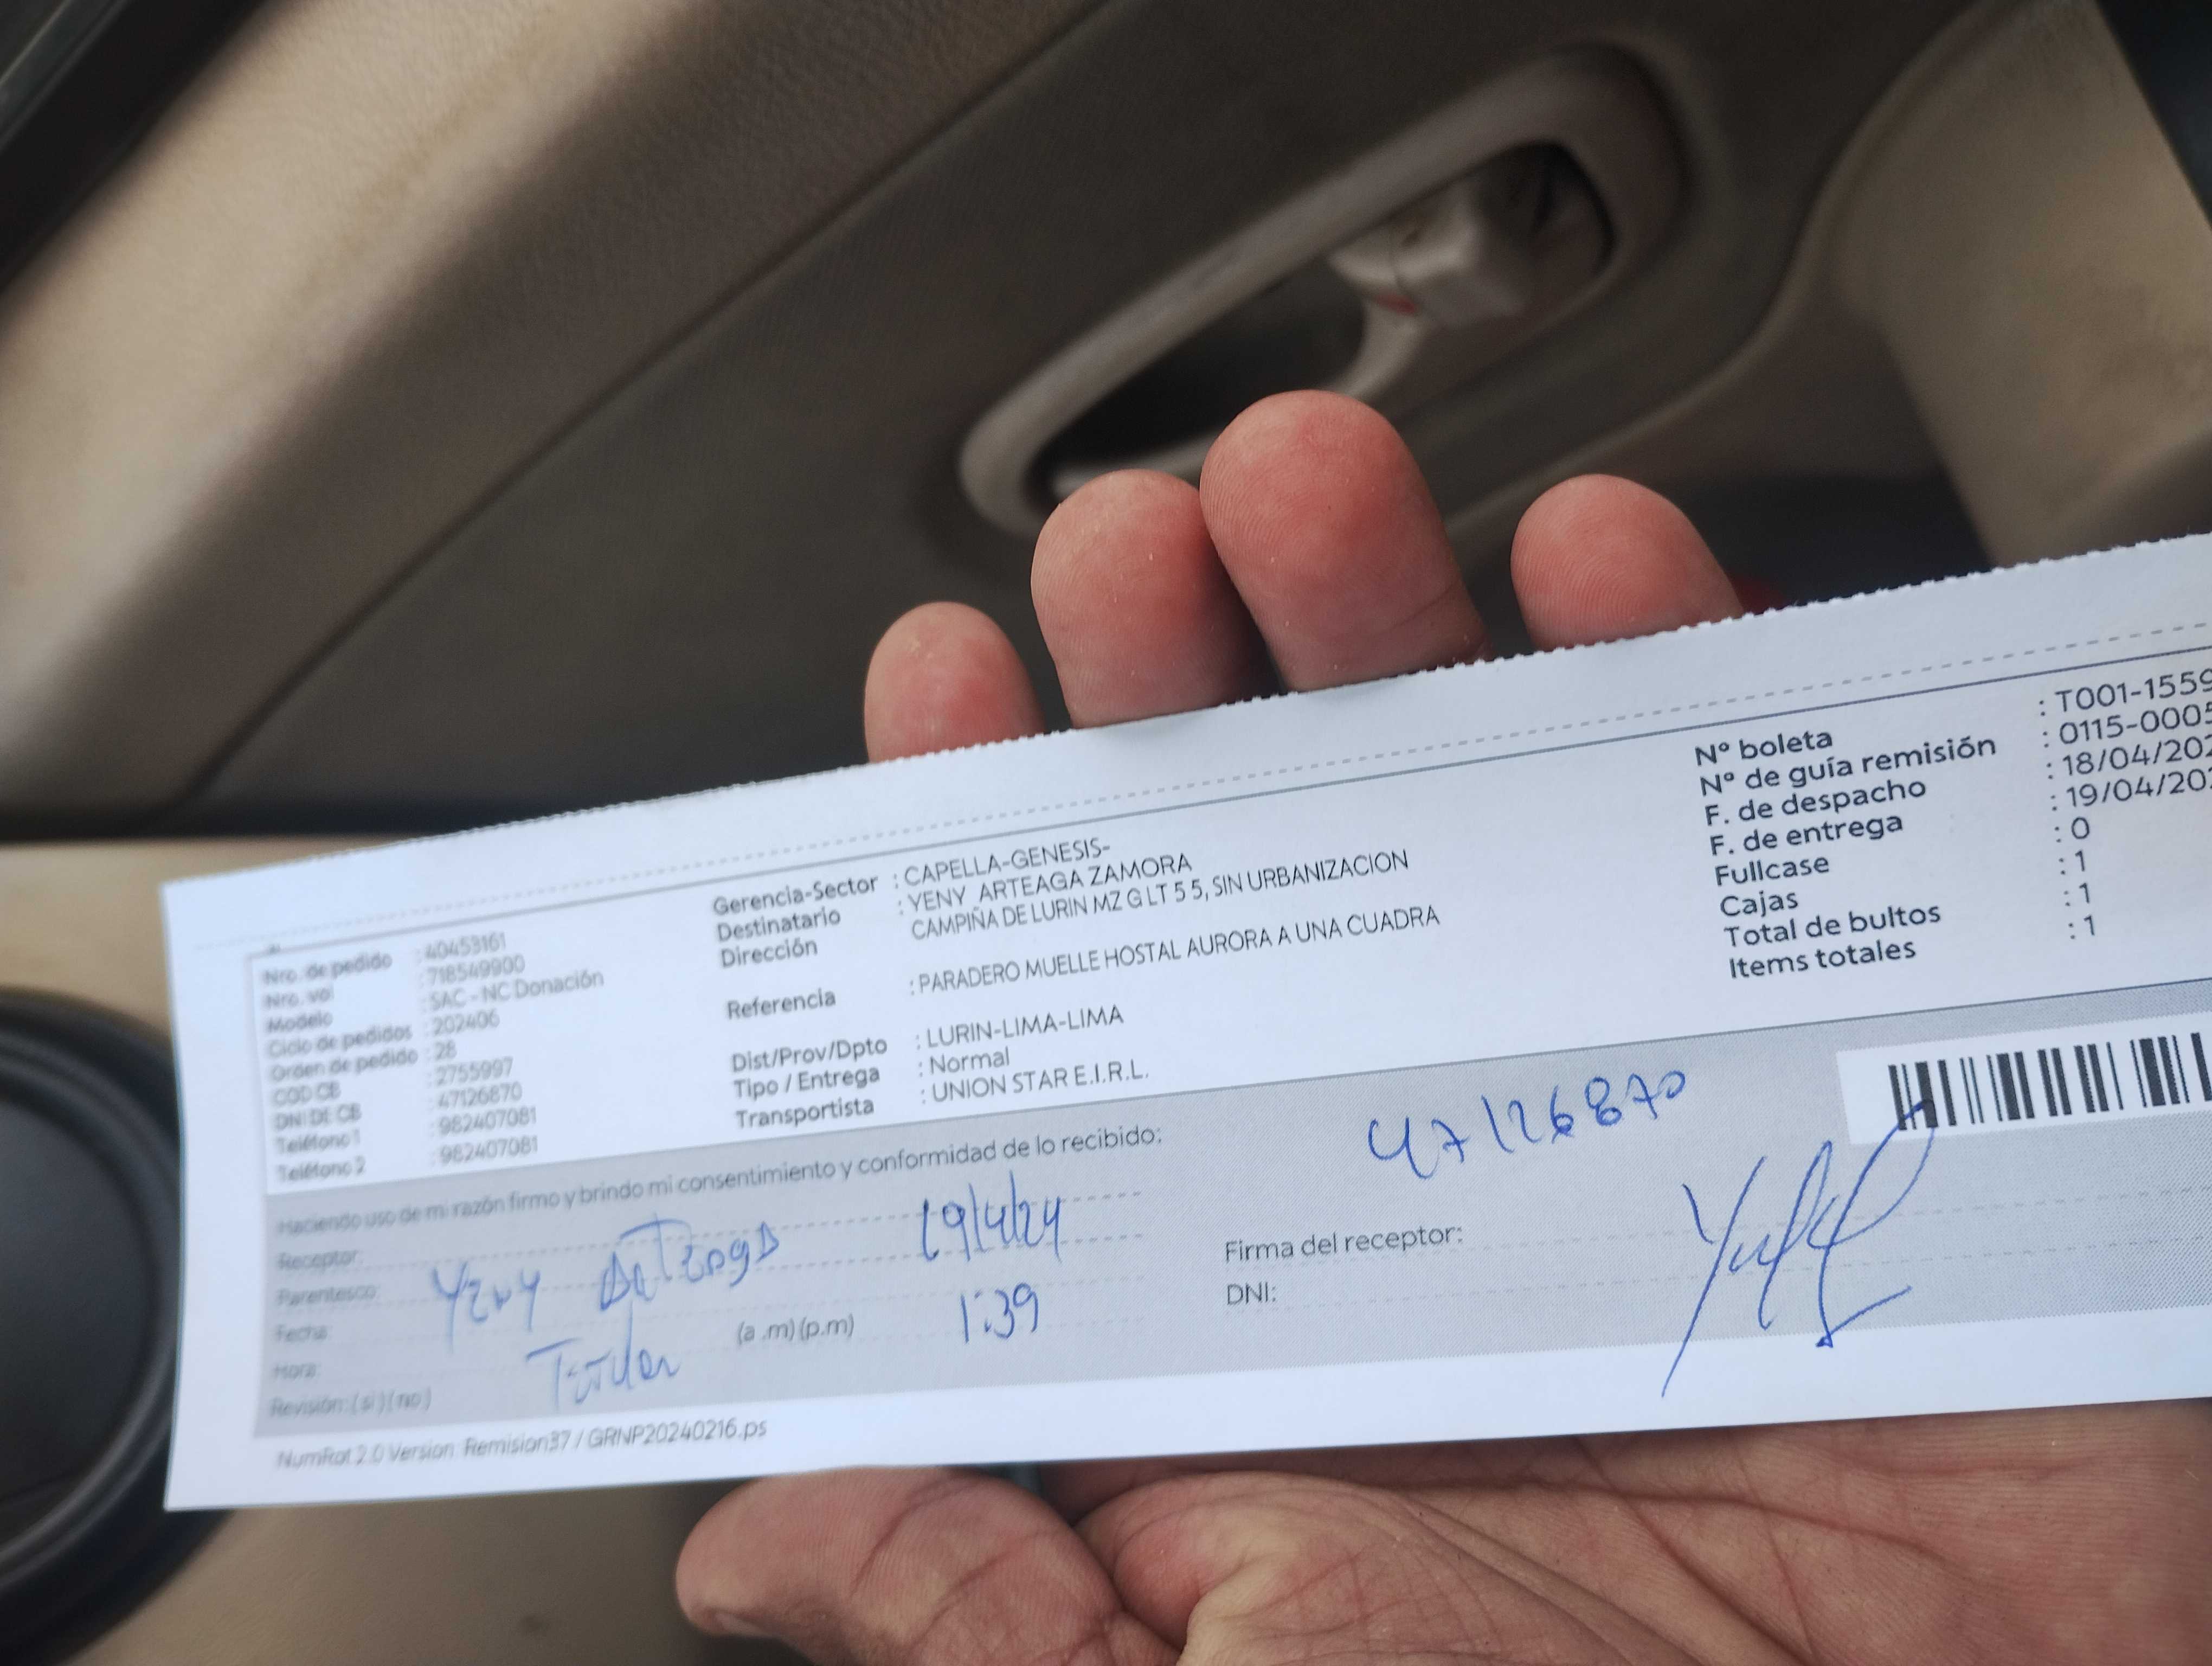 Nro. de pedido : 40453161
Nro. vol : 718549900
Modelo : SAC - NC Donación
Ciclo de pedidos : 202406
Orden de pedido : 28
COD CB : 2755997
DNI DE CB : 47126870
Teléfono 1 : 982407081
Teléfono 2 : 982407081
Gerencia-Sector : CAPELLA-GENESIS-
Destinatario : YENY ARTEAGA ZAMORA
Dirección CAMPIÑA DE LURIN MZ G LT 5 5, SIN URBANIZACION
Referencia : PARADERO MUELLE HOSTAL AURORA A UNA CUADRA
Dist/Prov/Dpto : LURIN-LIMA-LIMA
Tipo / Entrega : Normal
Transportista : UNION STAR E.I.R.L.
N° boleta : T001-1559
N° de guía remisión : 0115-0005
F. de despacho : 18/04/202
F. de entrega : 19/04/202
Fullcase : 0
Cajas : 1
Total de bultos : 1
Items totales : 1
Haciendo uso de mi razón firmo y brindo mi consentimiento y conformidad de lo recibido:
Receptor:
Parentesco: Yeny Arteaga 19/4/24
Fecha:
Hora: (a .m) (p.m) 1:39
Revisión: ( si ) ( no )
47126870
Firma del receptor:
DNI:
NumRot 2.0 Version: Remision37 / GRNP20240216.ps